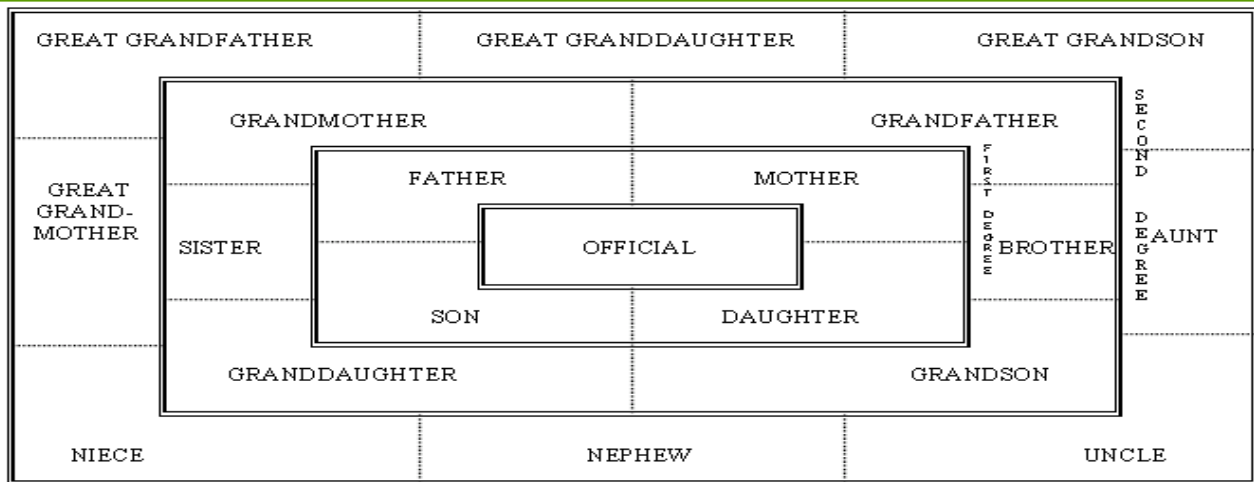 GREAT GRANDFATHER
GREAT GRANDDAUGHTER
GREAT GRANDSON
GRANDMOTHER
GRANDFATHER
SECOND DEGREE
FATHER
MOTHER
FIRST DEGREE
GREAT
GRAND-
MOTHER
SISTER
OFFICIAL
BROTHER
AUNT
SON
DAUGHTER
GRANDDAUGHTER
GRANDSON
NIECE
NEPHEW
UNCLE